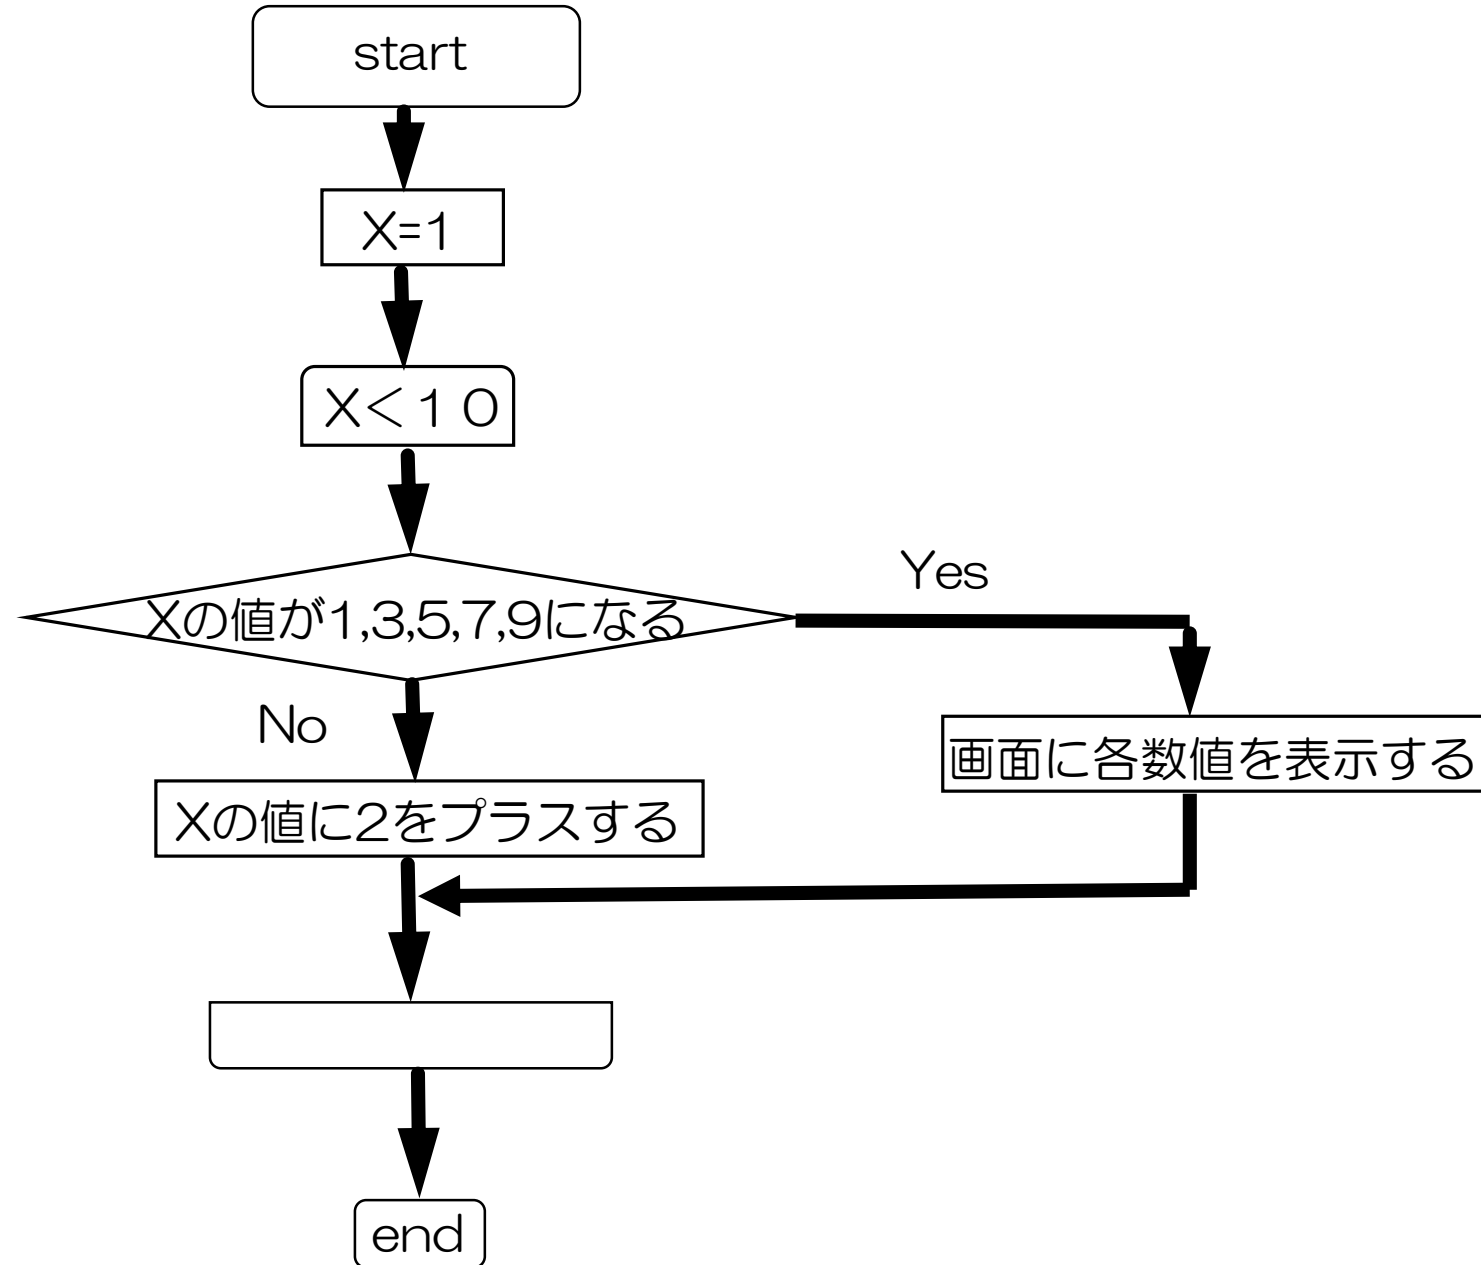 start
X=1
X＜１０
Xの値が1,3,5,7,9になる
Yes
No
画面に各数値を表示する
Xの値に2をプラスする
end